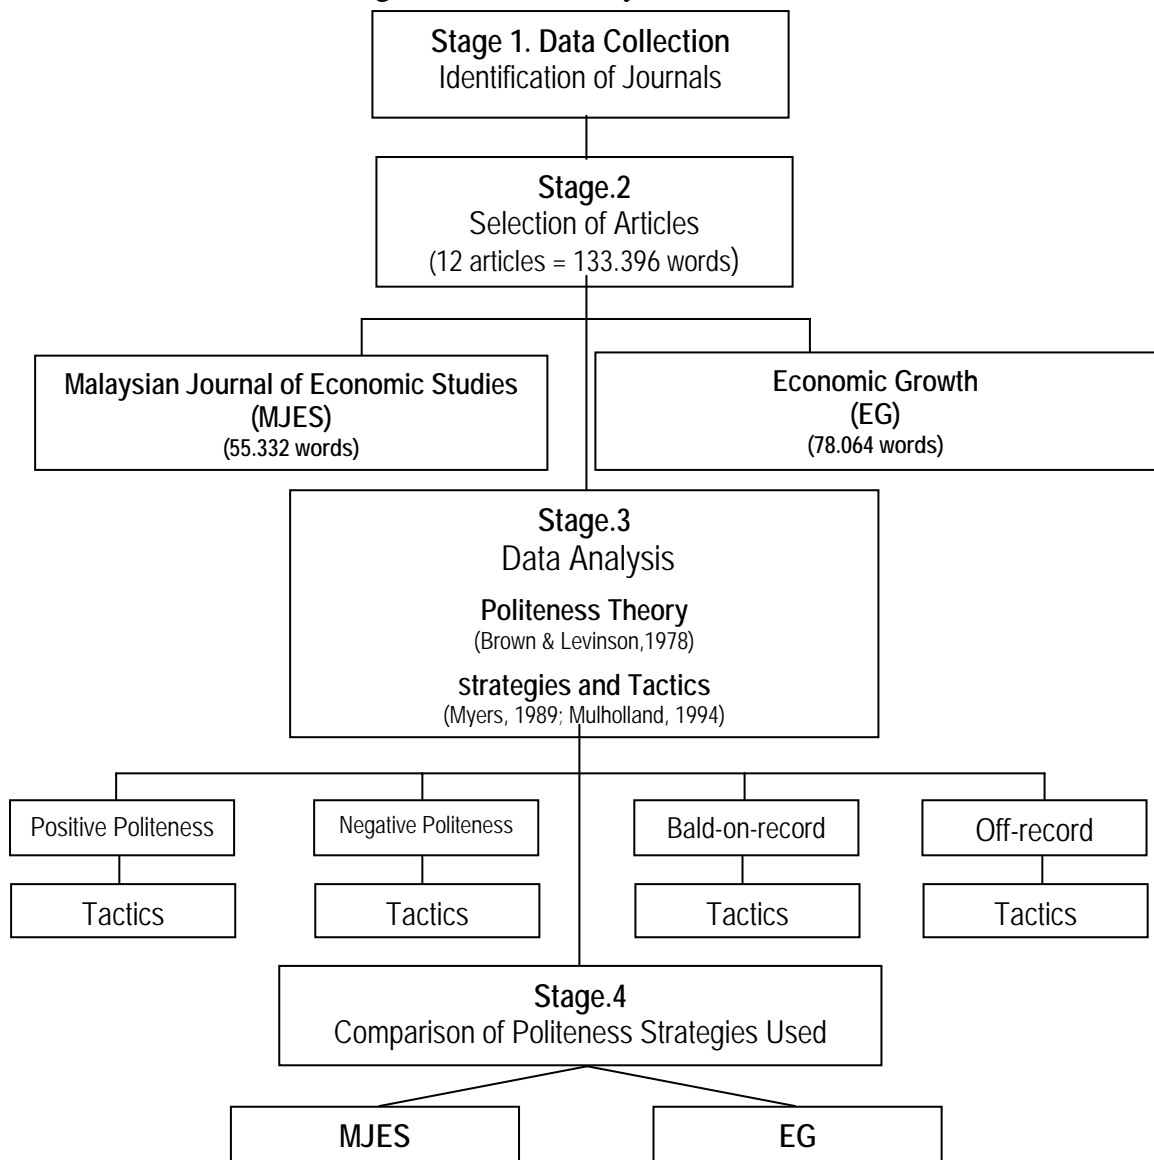 Stage 1. Data Collection
Identification of Journals
Stage.2
Selection of Articles
(12 articles = 133.396 words)
Malaysian Journal of Economic Studies
(MJES)
(55.332 words)
Economic Growth
(EG)
(78.064 words)
Stage.3
Data Analysis
Politeness Theory
(Brown & Levinson,1978)
strategies and Tactics
(Myers, 1989; Mulholland, 1994)
Positive Politeness
Negative Politeness
Bald-on-record
Off-record
Tactics
Tactics
Tactics
Tactics
Stage.4
Comparison of Politeness Strategies Used
MJES
EG